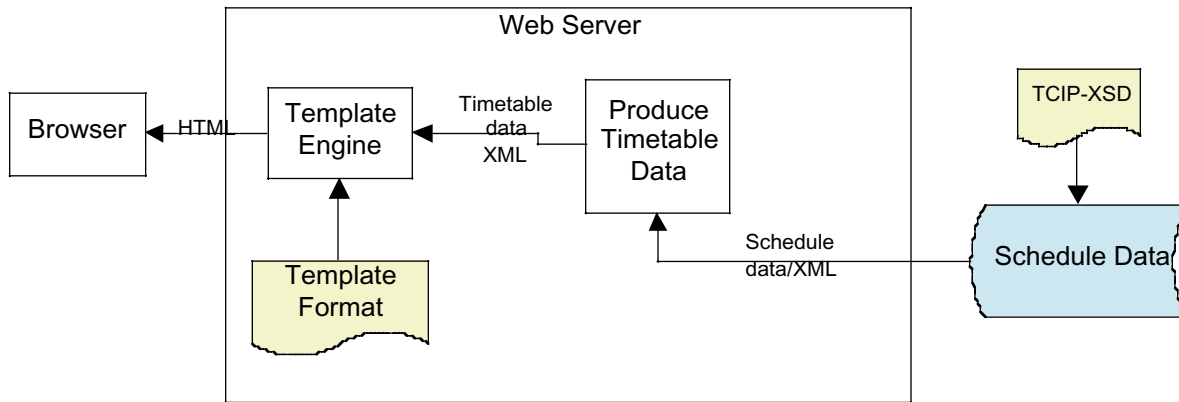 Web Server
Browser
HTML
Template
Engine
Timetable
data
XML
Produce
Timetable
Data
TCIP-XSD
Schedule
data/XML
Schedule Data
Template
Format